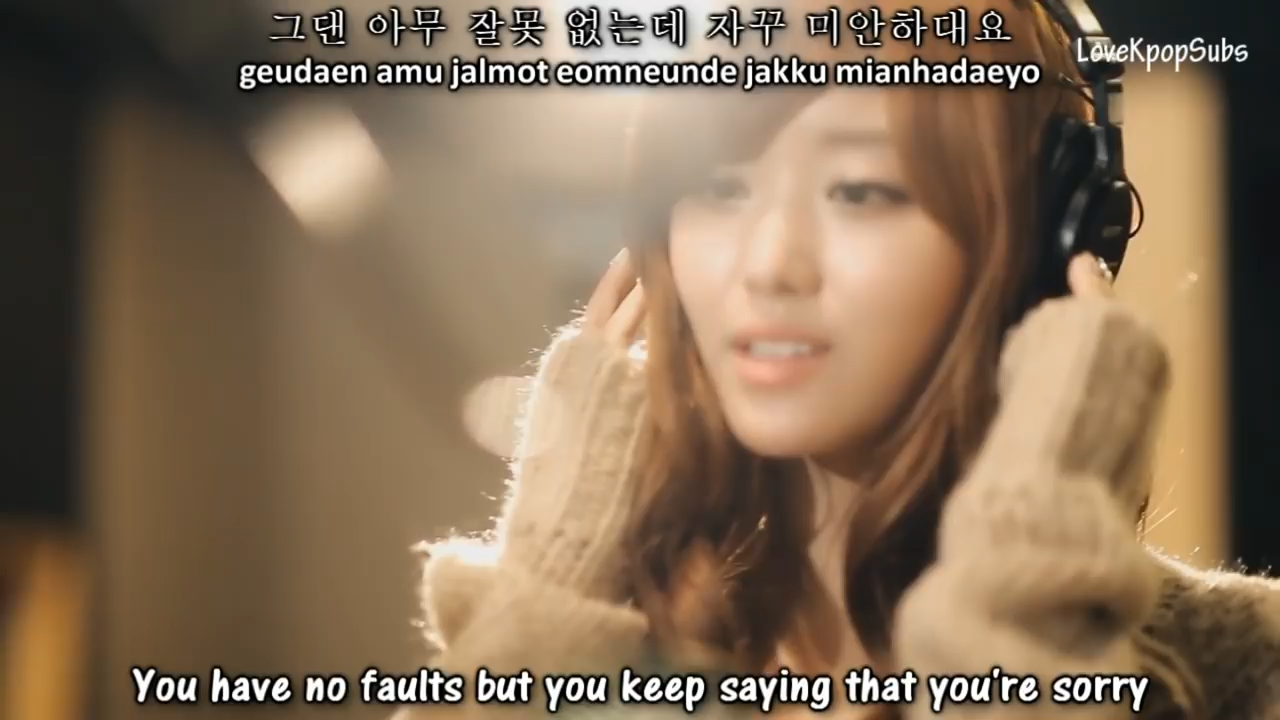 그댄 아무 잘못 없는데 자꾸 미안하대요
geudaen amu jalmot eomneunde jakku mianhadaeyo
LoveKpopSubs
You have no faults but you keep saying that you're sorry